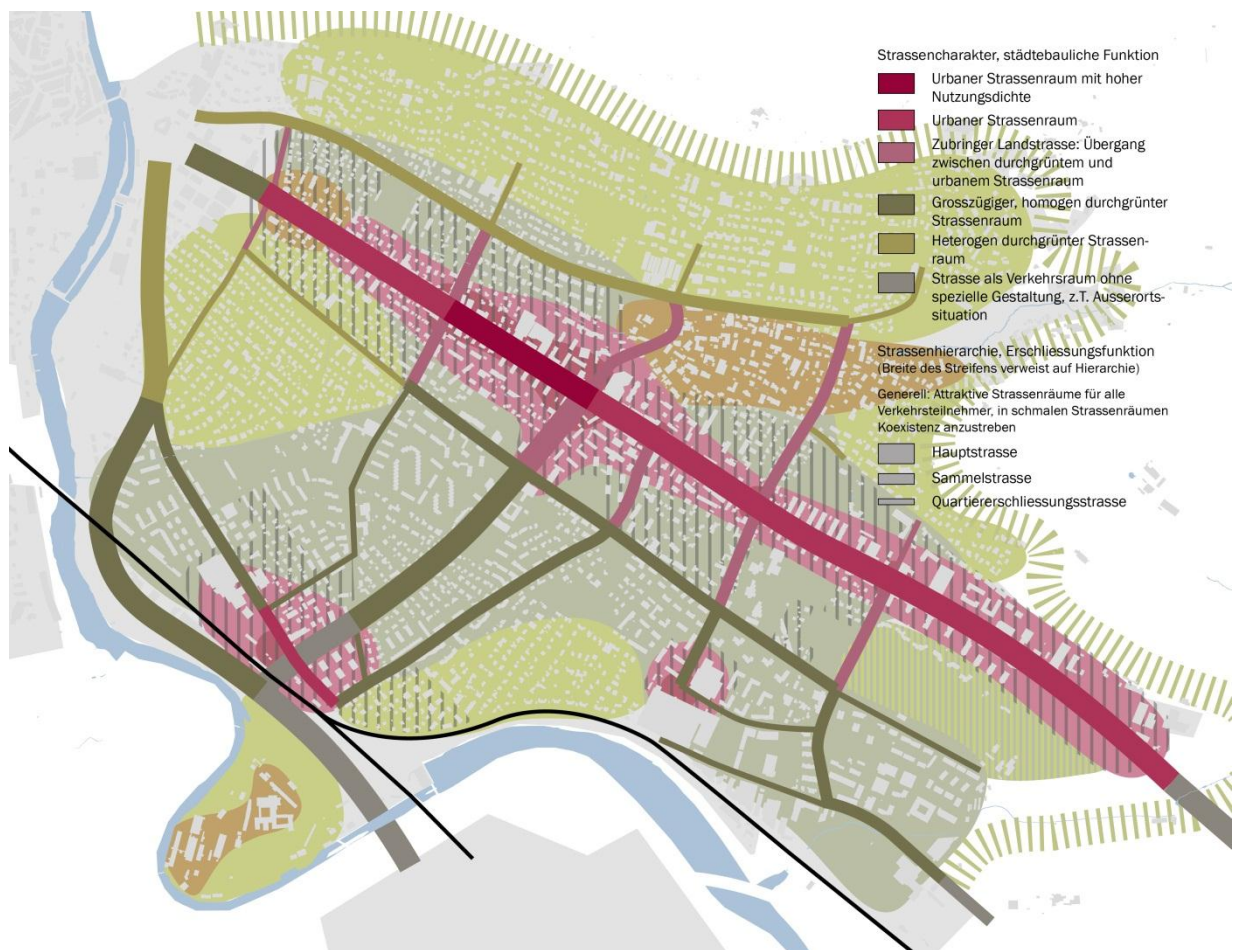 Strassencharakter, städtebauliche Funktion
Urbaner Strassenraum mit hoher
Nutzungsdichte
Urbaner Strassenraum
Zubringer Landstrasse: Übergang
zwischen durchgrüntem und
urbanem Strassenraum
Grosszügiger, homogen durchgrünter
Strassenraum
Heterogen durchgrünter Strassen-
raum
Strasse als Verkehrsraum ohne
spezielle Gestaltung, z.T. Ausserorts-
situation
Strassenhierarchie, Erschliessungsfunktion
(Breite des Streifens verweist auf Hierarchie)
Generell: Attraktive Strassenräume für alle
Verkehrsteilnehmer, in schmalen Strassenräumen
Koexistenz anzustreben
Hauptstrasse
Sammelstrasse
Quartiererschliessungsstrasse